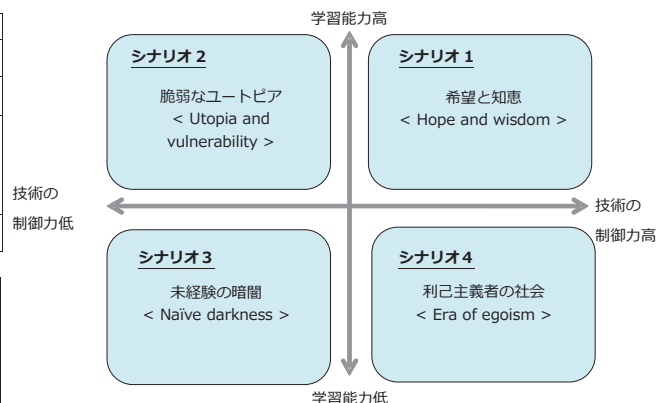 学習能力高
シナリオ 2
脆弱なユートピア
< Utopia and
vulnerability >
シナリオ 1
希望と知恵
< Hope and wisdom >
技術の
制御力低
技術の
制御力高
シナリオ3
未経験の暗闇
< Naïve darkness >
シナリオ4
利己主義者の社会
< Era of egoism >
学習能力低